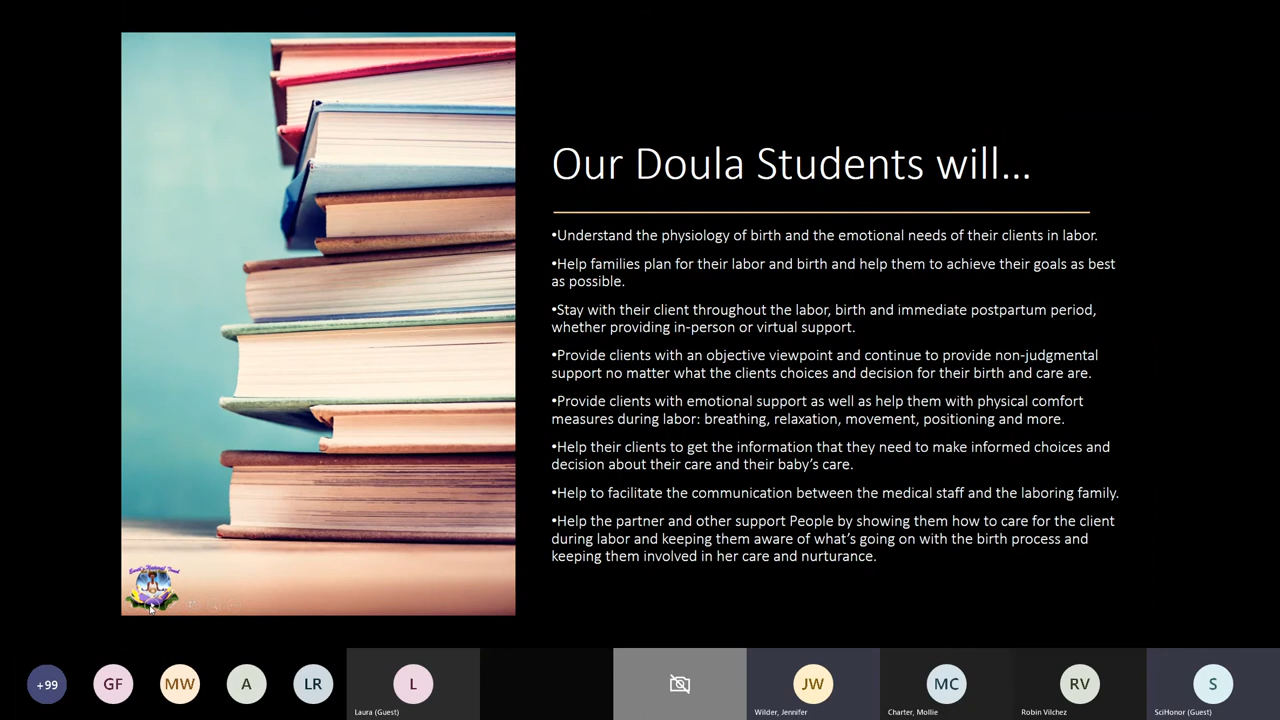 Our Doula Students will...
•Understand the physiology of birth and the emotional needs of their clients in labor.
•Help families plan for their labor and birth and help them to achieve their goals as best
as possible.
•Stay with their client throughout the labor, birth and immediate postpartum period,
whether providing in-person or virtual support.
•Provide clients with an objective viewpoint and continue to provide non-judgmental
support no matter what the clients choices and decision for their birth and care are.
•Provide clients with emotional support as well as help them with physical comfort
measures during labor: breathing, relaxation, movement, positioning and more.
•Help their clients to get the information that they need to make informed choices and
decision about their care and their baby’s care.
•Help to facilitate the communication between the medical staff and the laboring family.
•Help the partner and other support People by showing them how to care for the client
during labor and keeping them aware of what’s going on with the birth process and
keeping them involved in her care and nurturance.
+99
GF
MW
A
LR
L
Laura (Guest)
JW
Wilder, Jennifer
MC
Charter, Mollie
RV
Robin Vilchez
S
SciHonor (Guest)